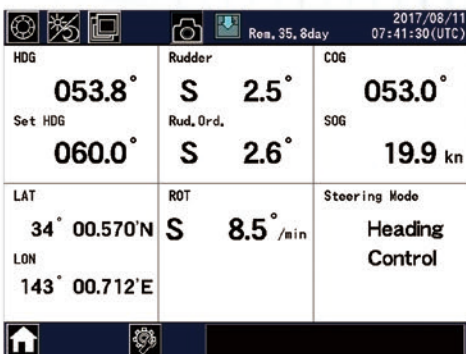 2017/08/11
Rem. 35.8day 07:41:30(UTC)
HDG
053.8°
Set HDG
060.0°
Rudder
S 2.5°
Rud.Ord.
S 2.6°
COG
053.0°
SOG
19.9 kn
LAT
34° 00.570'N
LON
143° 00.712'E
ROT
S 8.5°/min
Steering Mode
Heading
Control